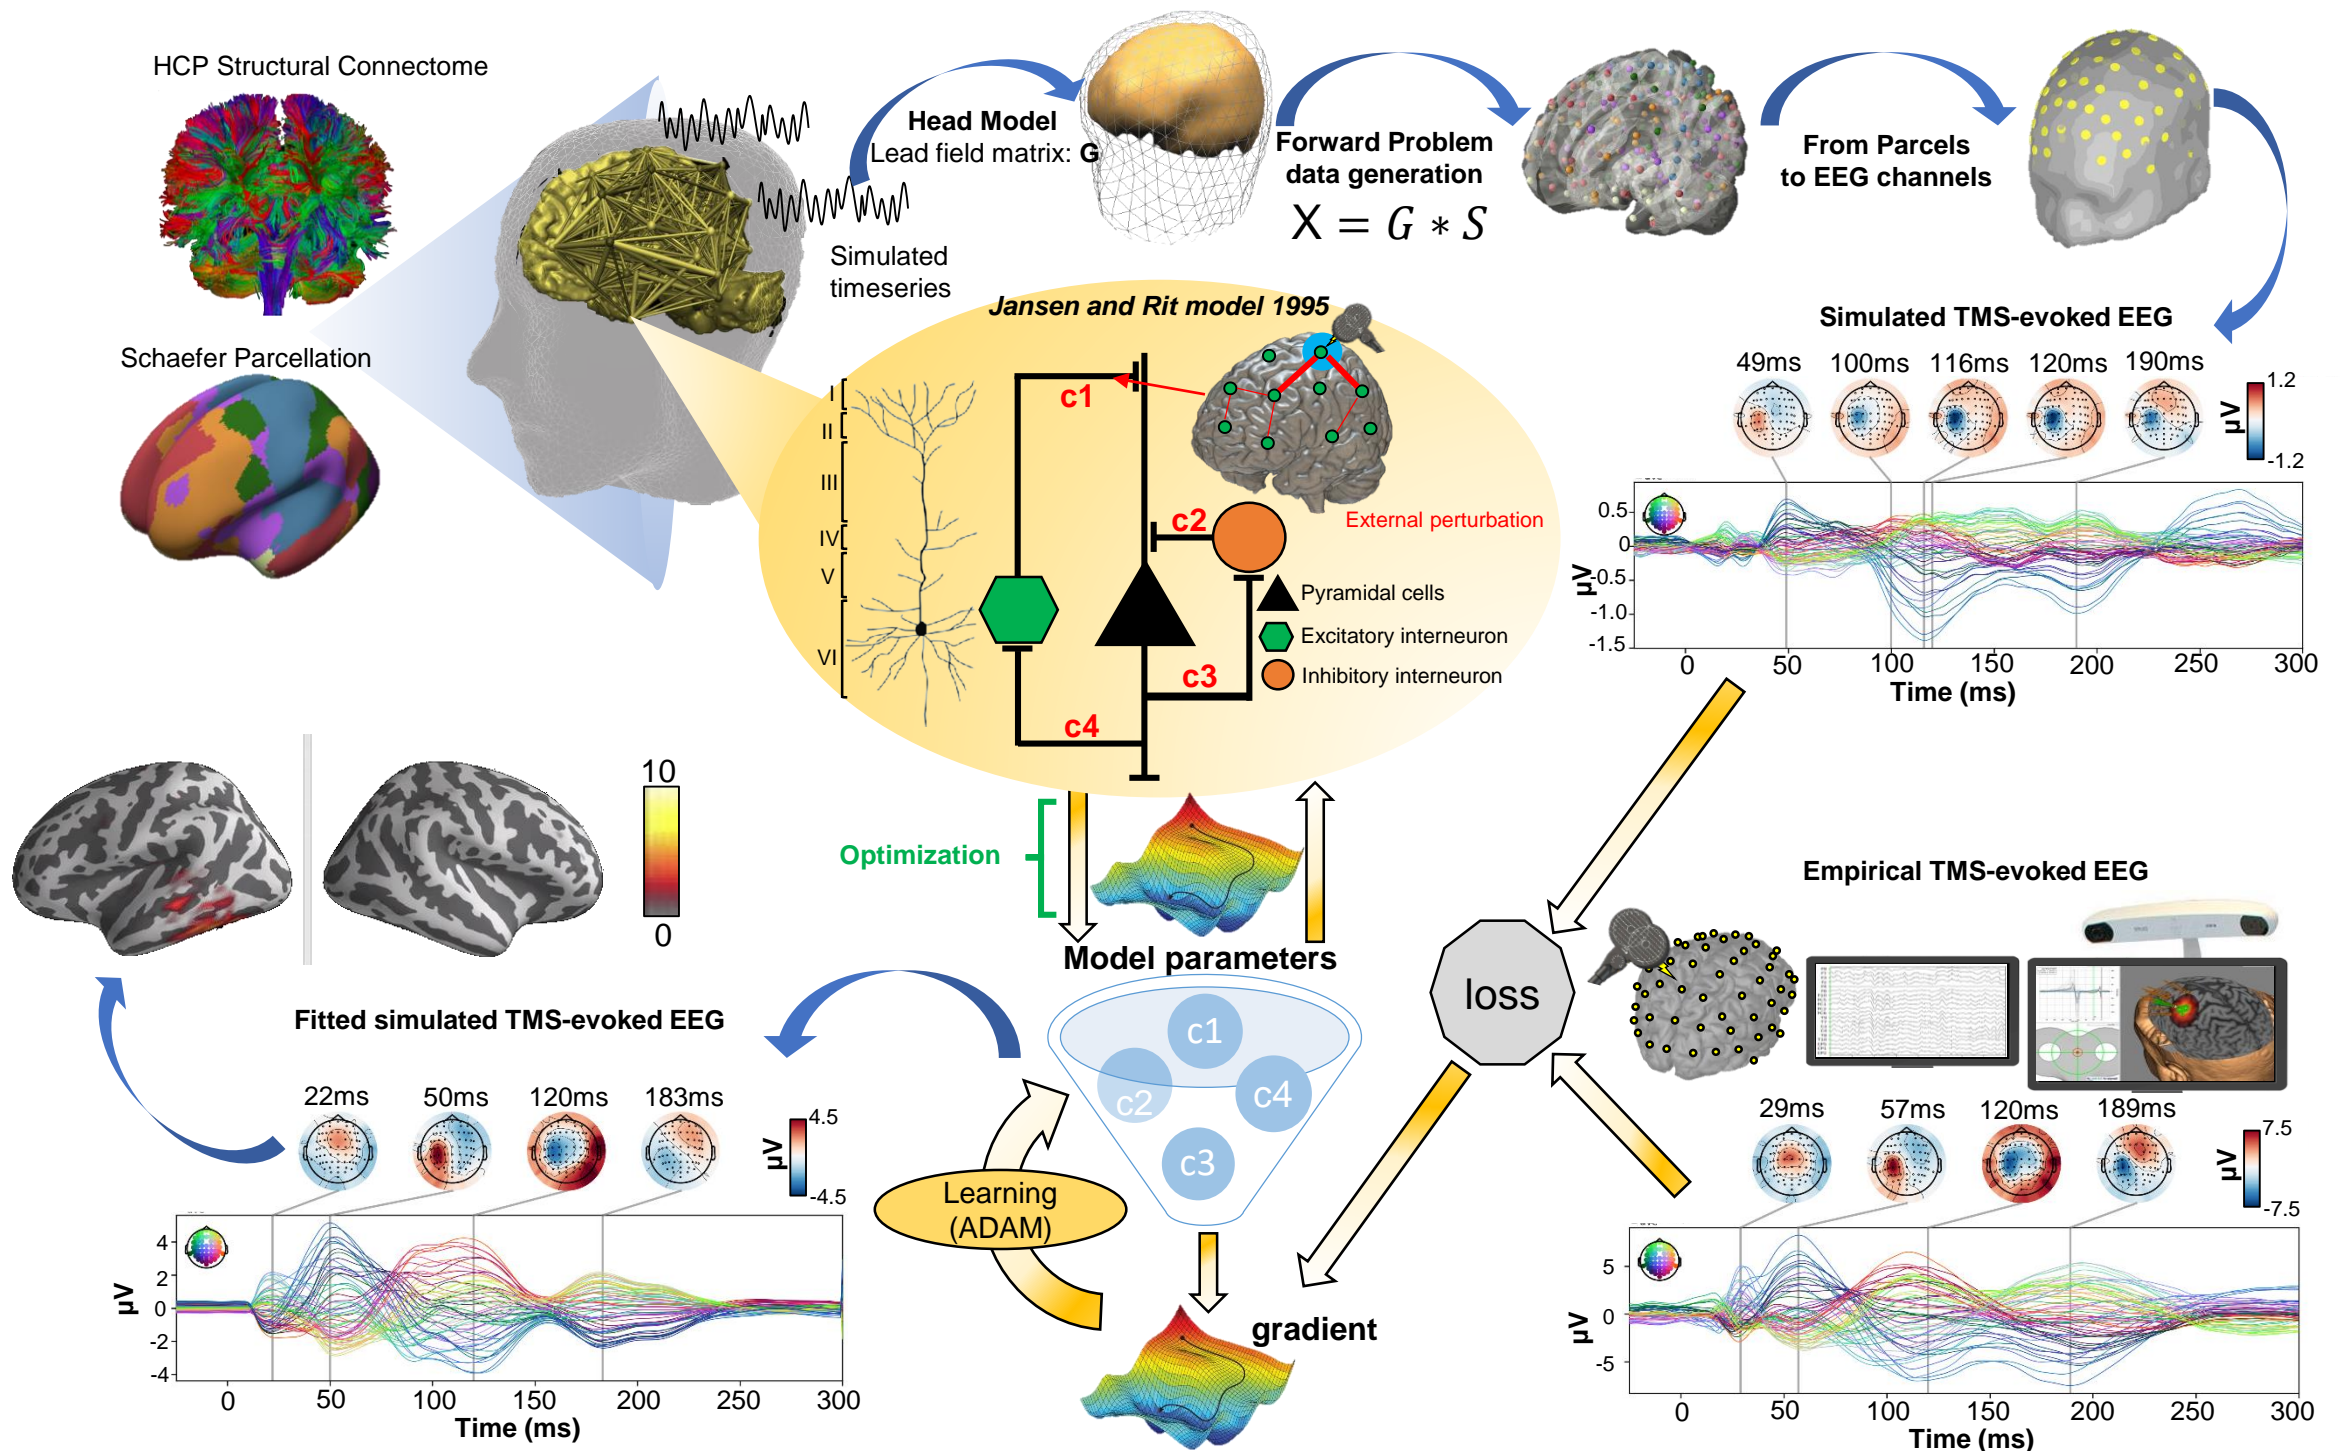 HCP Structural Connectome
Schaefer Parcellation
Simulated
timeseries
Head Model
Lead field matrix: G
Forward Problem
data generation
X = G * S
From Parcels
to EEG channels
Jansen and Rit model 1995
I
II
III
IV
V
VI
c1
c2
c3
c4
External perturbation
Pyramidal cells
Excitatory interneuron
Inhibitory interneuron
Simulated TMS-evoked EEG
49ms 100ms 116ms 120ms 190ms
1.2
µV
-1.2
0.5
0
-0.5
-1.0
-1.5
µV
0 50 100 150 200 250 300
Time (ms)
10
0
Optimization
Model parameters
c1
c2
c4
c3
Learning
(ADAM)
gradient
loss
Empirical TMS-evoked EEG
29ms 57ms 120ms 189ms
7.5
µV
-7.5
5
0
-5
µV
0 50 100 150 200 250 300
Time (ms)
Fitted simulated TMS-evoked EEG
22ms 50ms 120ms 183ms
4.5
µV
-4.5
4
2
0
-2
-4
µV
0 50 100 150 200 250 300
Time (ms)